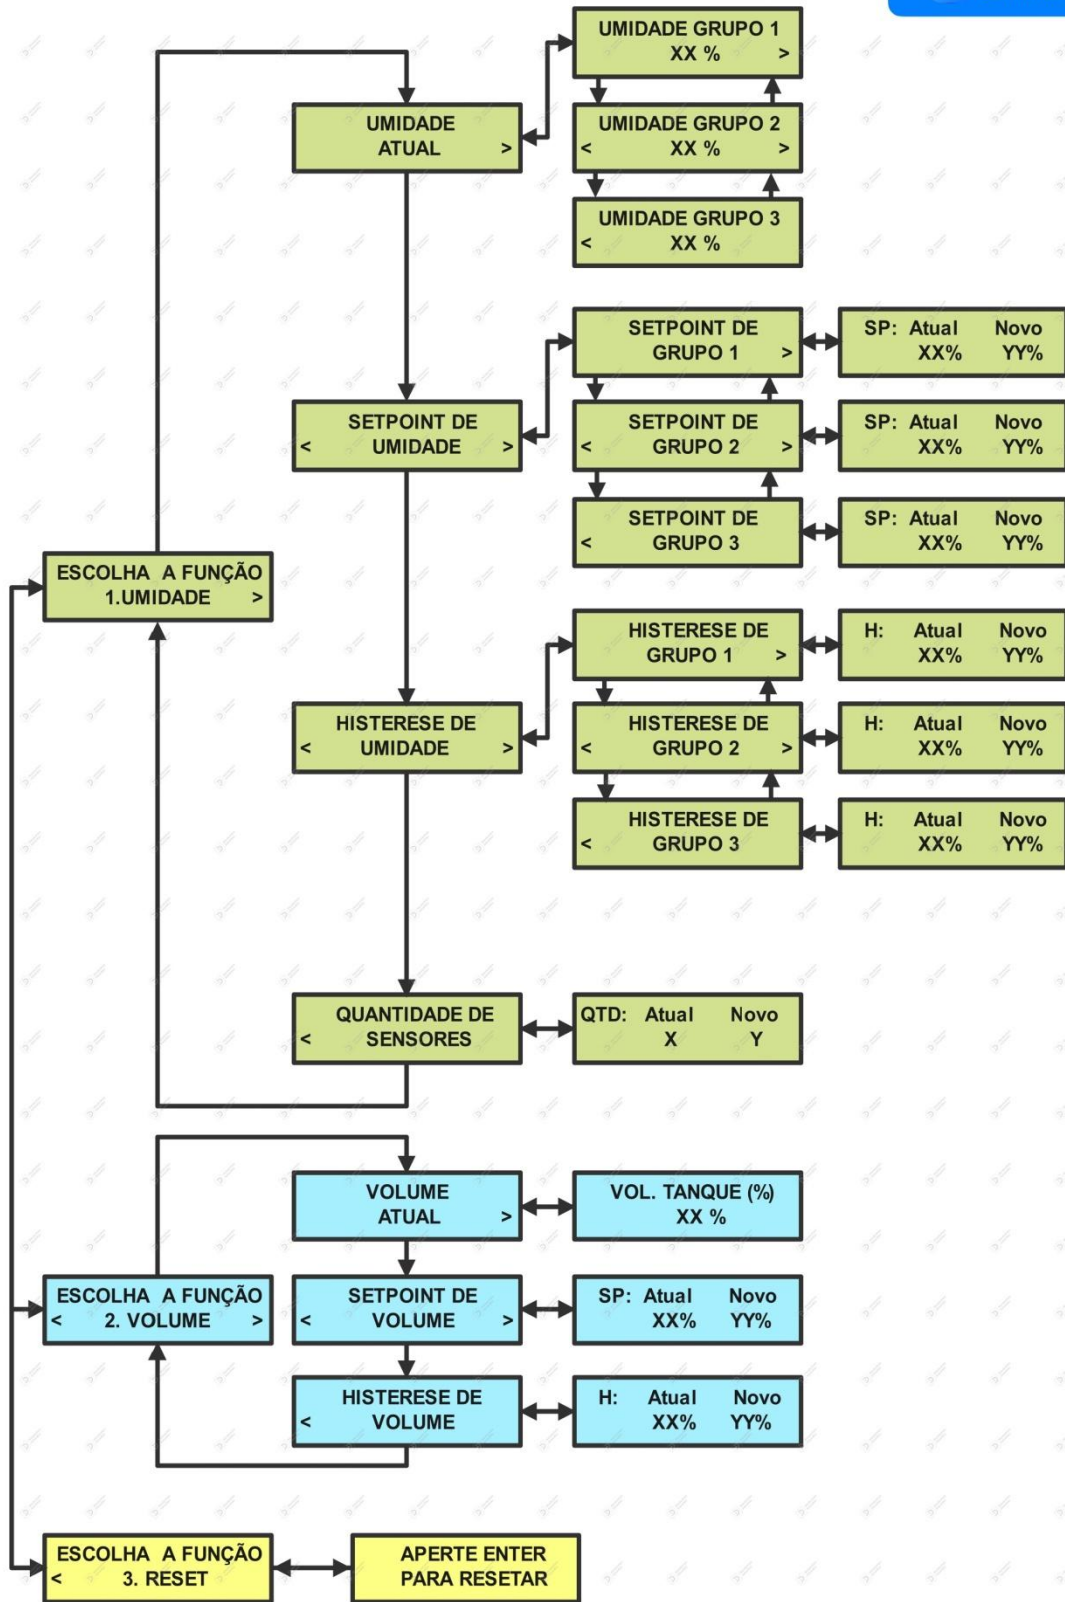 UMIDADE GRUPO 1
XX % >
UMIDADE
ATUAL >
UMIDADE GRUPO 2
< XX % >
UMIDADE GRUPO 3
< XX %
SETPOINT DE
GRUPO 1 >
SP: Atual Novo
XX% YY%
SETPOINT DE
< UMIDADE >
SETPOINT DE
< GRUPO 2 >
SP: Atual Novo
XX% YY%
SETPOINT DE
< GRUPO 3
SP: Atual Novo
XX% YY%
ESCOLHA A FUNÇÃO
1.UMIDADE >
HISTERESE DE
GRUPO 1 >
H: Atual Novo
XX% YY%
HISTERESE DE
< UMIDADE >
HISTERESE DE
< GRUPO 2 >
H: Atual Novo
XX% YY%
HISTERESE DE
< GRUPO 3
H: Atual Novo
XX% YY%
QUANTIDADE DE
< SENSORES
QTD: Atual Novo
X Y
VOLUME
ATUAL >
VOL. TANQUE (%)
XX %
ESCOLHA A FUNÇÃO
< 2. VOLUME >
SETPOINT DE
< VOLUME >
SP: Atual Novo
XX% YY%
HISTERESE DE
< VOLUME
H: Atual Novo
XX% YY%
ESCOLHA A FUNÇÃO
< 3. RESET
APERTE ENTER
PARA RESETAR